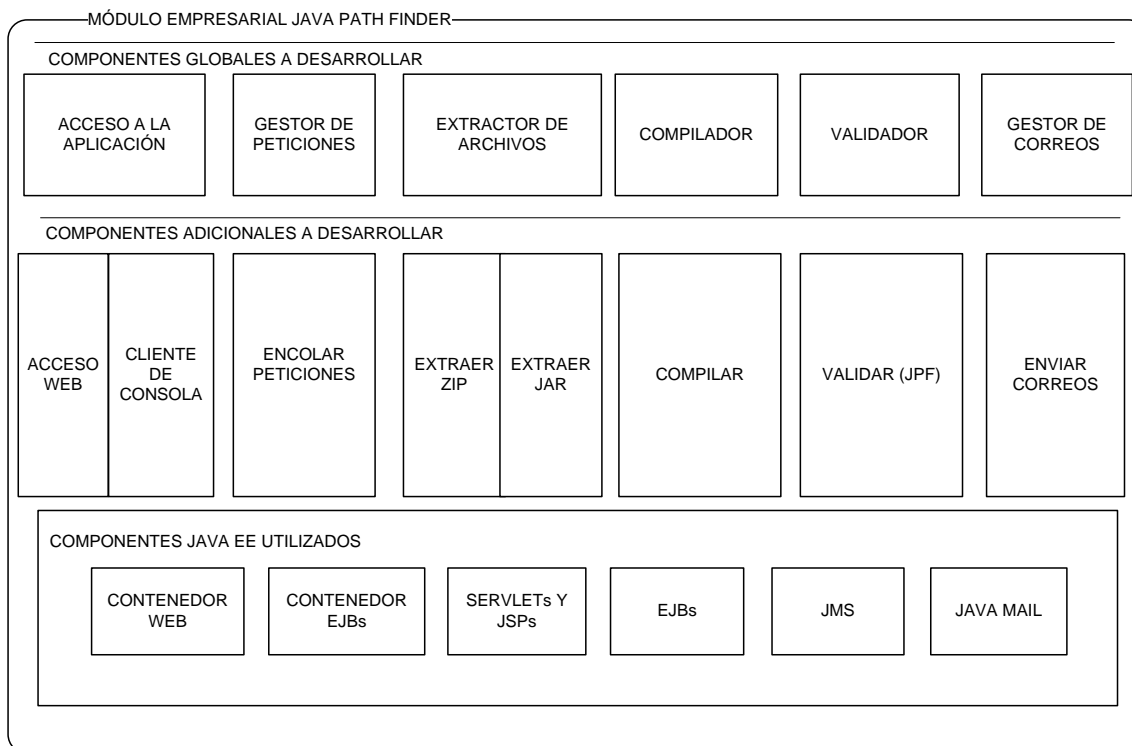 MÓDULO EMPRESARIAL JAVA PATH FINDER
COMPONENTES GLOBALES A DESARROLLAR
ACCESO A LA
APLICACIÓN
GESTOR DE
PETICIONES
EXTRACTOR DE
ARCHIVOS
COMPILADOR
VALIDADOR
GESTOR DE
CORREOS
COMPONENTES ADICIONALES A DESARROLLAR
ACCESO
WEB
CLIENTE
DE
CONSOLA
ENCOLAR
PETICIONES
EXTRAER
ZIP
EXTRAER
JAR
COMPILAR
VALIDAR (JPF)
ENVIAR
CORREOS
COMPONENTES JAVA EE UTILIZADOS
CONTENEDOR
WEB
CONTENEDOR
EJBs
SERVLETs Y
JSPs
EJBs
JMS
JAVA MAIL